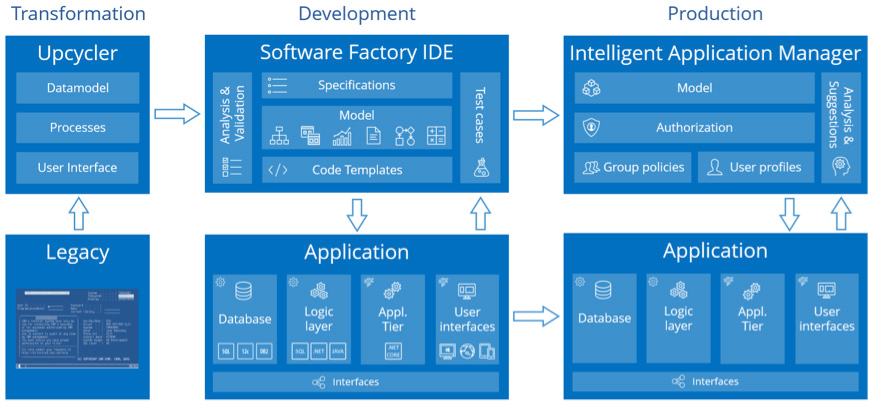 Transformation
Development
Production
Upcycler
Datamodel
Processes
User Interface
Software Factory IDE
Analysis &
Validation
Specifications
Model
Code Templates
Test cases
Intelligent Application Manager
Model
Authorization
Group policies
User profiles
Analysis &
Suggestions
Legacy
Application
Database
SQL
12c
DB2
Logic
layer
SQL
.NET
JAVA
Appl.
Tier
.NET
CORE
User
interfaces
Interfaces
Application
Database
Logic
layer
Appl.
Tier
User
interfaces
Interfaces